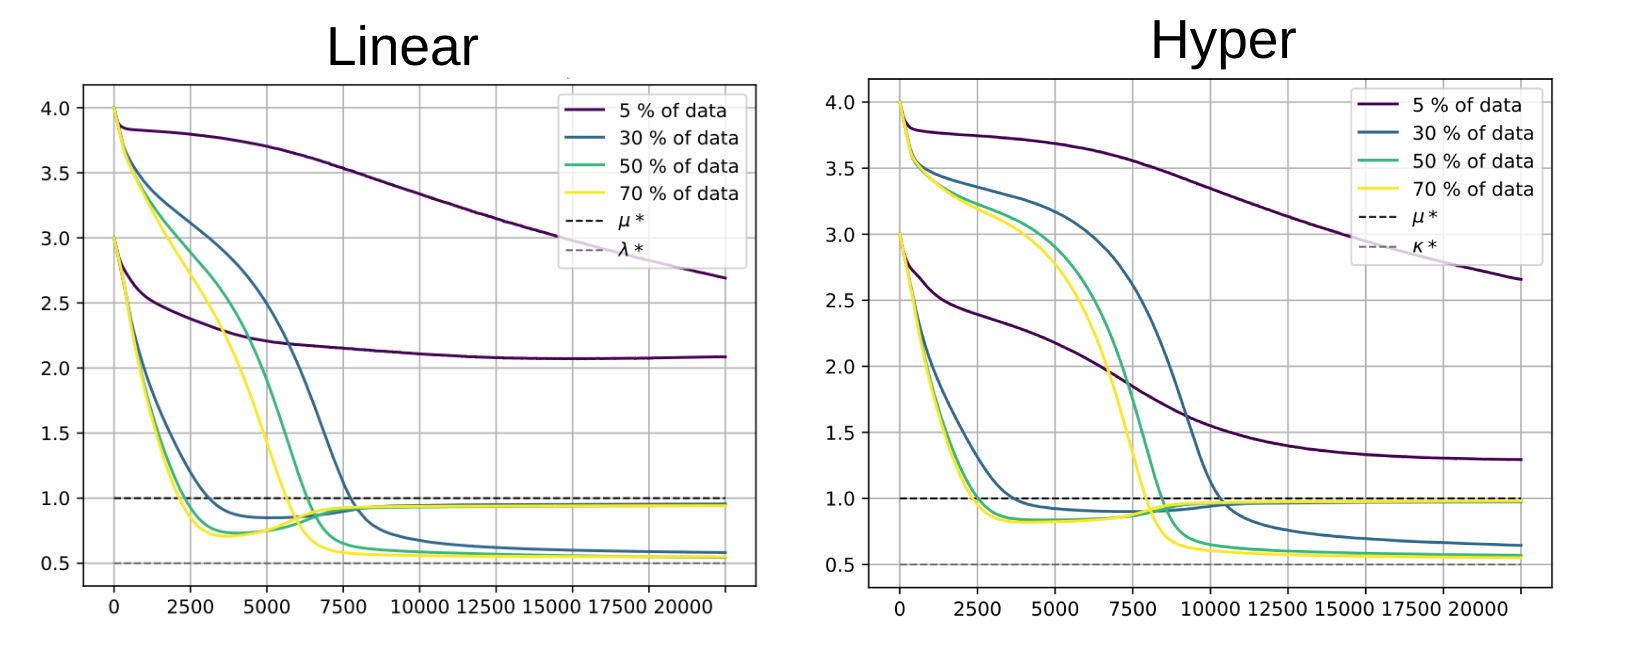 Linear
4.0
3.5
3.0
2.5
2.0
1.5
1.0
0.5
0 2500 5000 7500 10000 12500 15000 17500 20000
5 % of data
30 % of data
50 % of data
70 % of data
μ *
λ *
Hyper
4.0
3.5
3.0
2.5
2.0
1.5
1.0
0.5
0 2500 5000 7500 10000 12500 15000 17500 20000
5 % of data
30 % of data
50 % of data
70 % of data
μ *
κ *